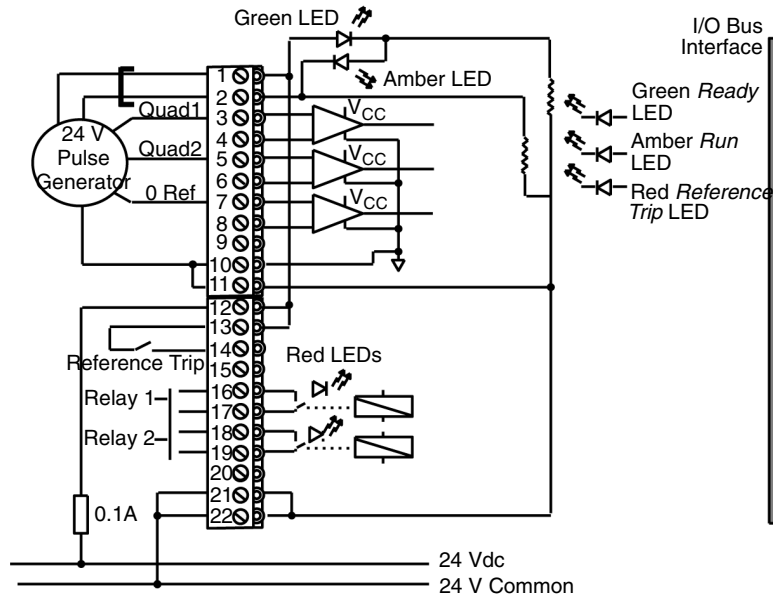 Green LED
I/O Bus
Interface
Amber LED
Green Ready
LED
Amber Run
LED
Red Reference
Trip LED
1
2
3
4
5
6
7
8
9
10
11
12
13
14
15
16
17
18
19
20
21
22
Quad1
Quad2
0 Ref
24 V
Pulse
Generator
VCC
VCC
VCC
Reference Trip
Red LEDs
Relay 1
Relay 2
0.1A
24 Vdc
24 V Common